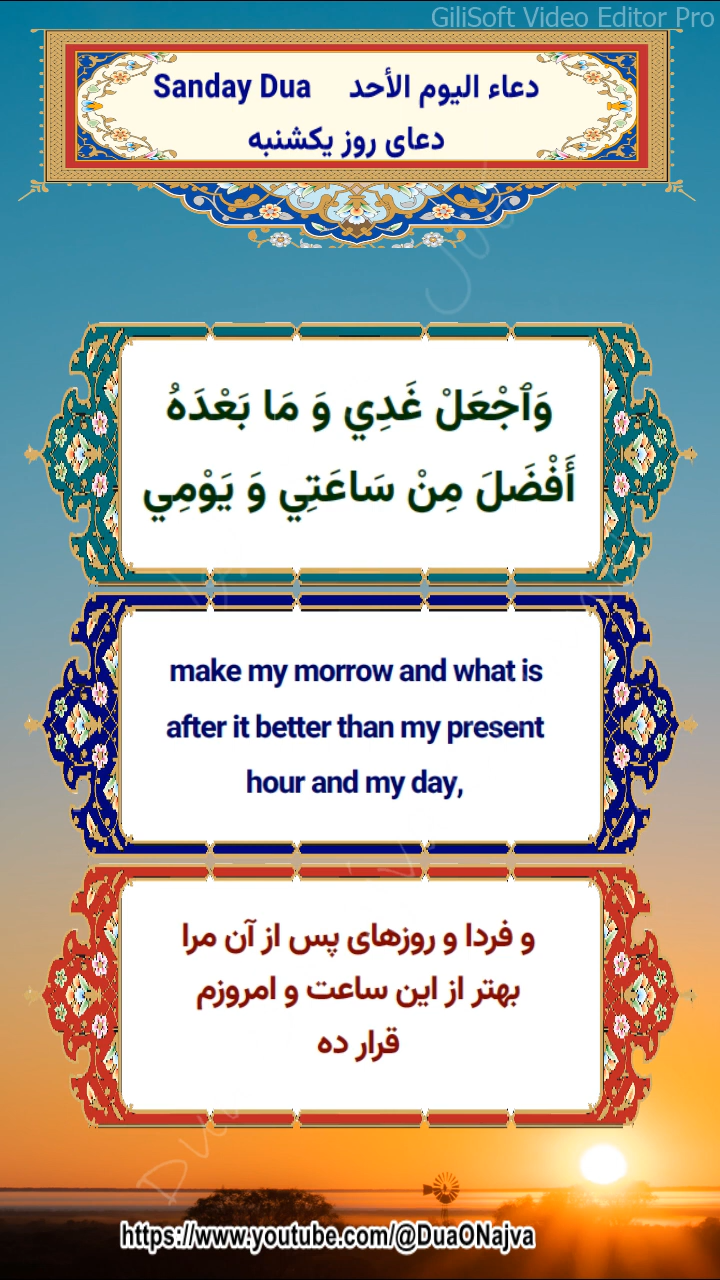 GiliSoft Video Editor Pro
Sanday Dua دعاء اليوم الأحد
دعای روز یکشنبه
وَٱجْعَلْ غَدِي وَ مَا بَعْدَهُ
أَفْضَلَ مِنْ سَاعَتِي وَ يَوْمِي
make my morrow and what is
after it better than my present
hour and my day,
و فردا و روزهای پس از آن مرا
بهتر از این ساعت و امروزم
قرار ده
https://www.youtube.com/@DuaONajva